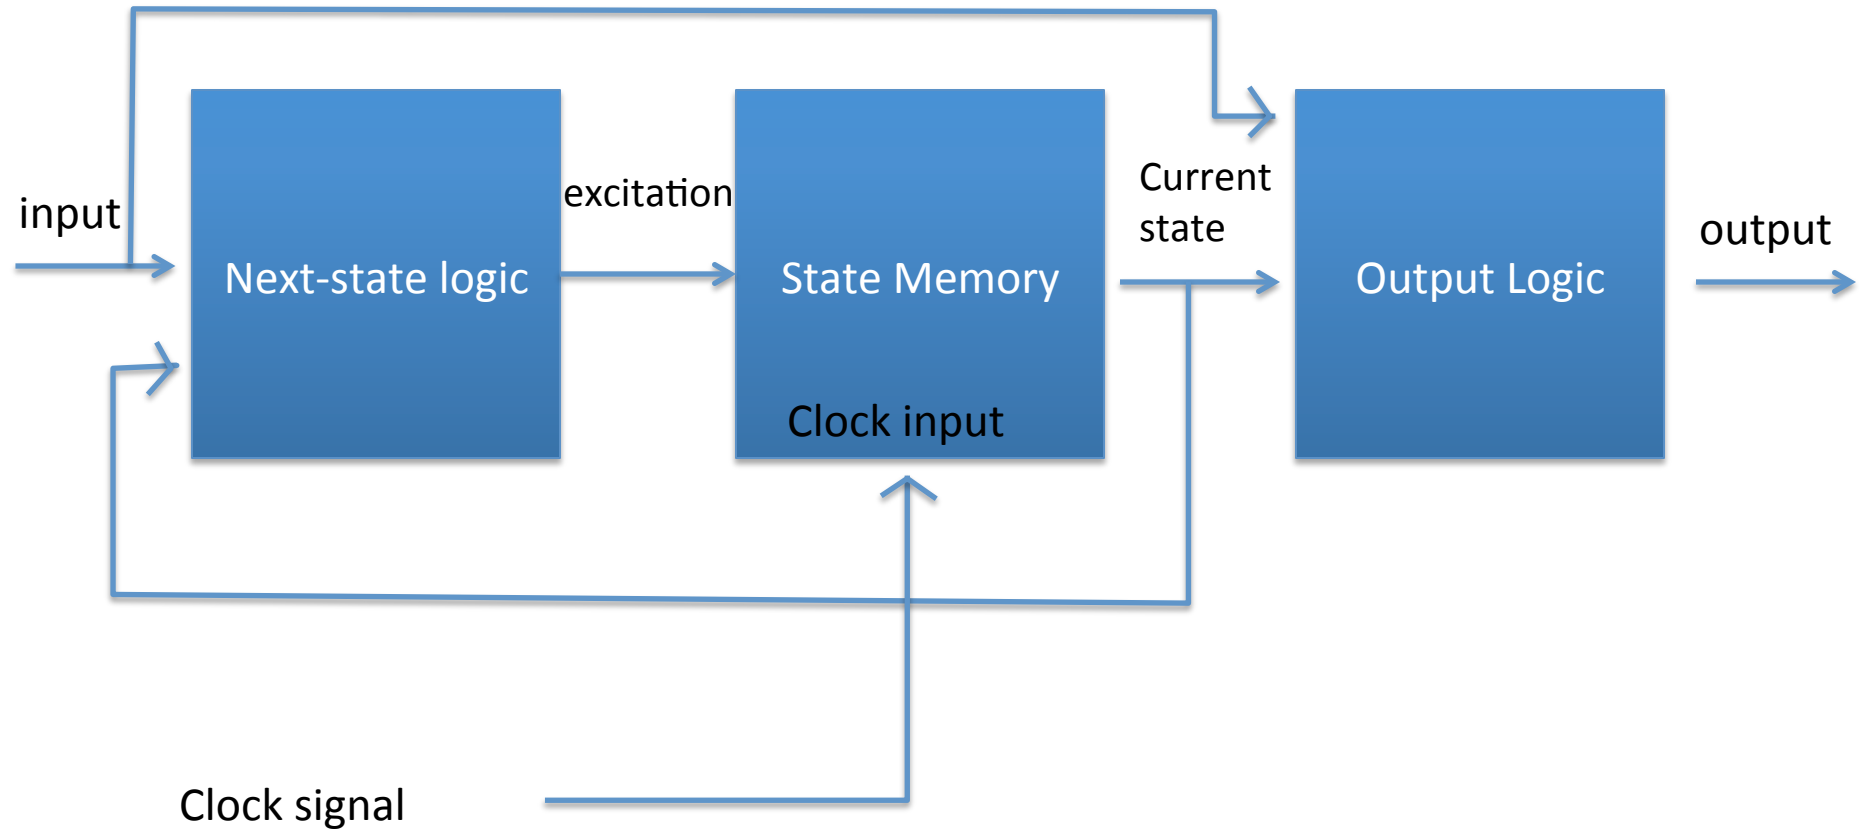 input
Next-state logic
excitation
State Memory
Clock input
Current
state
Output Logic
output
Clock signal